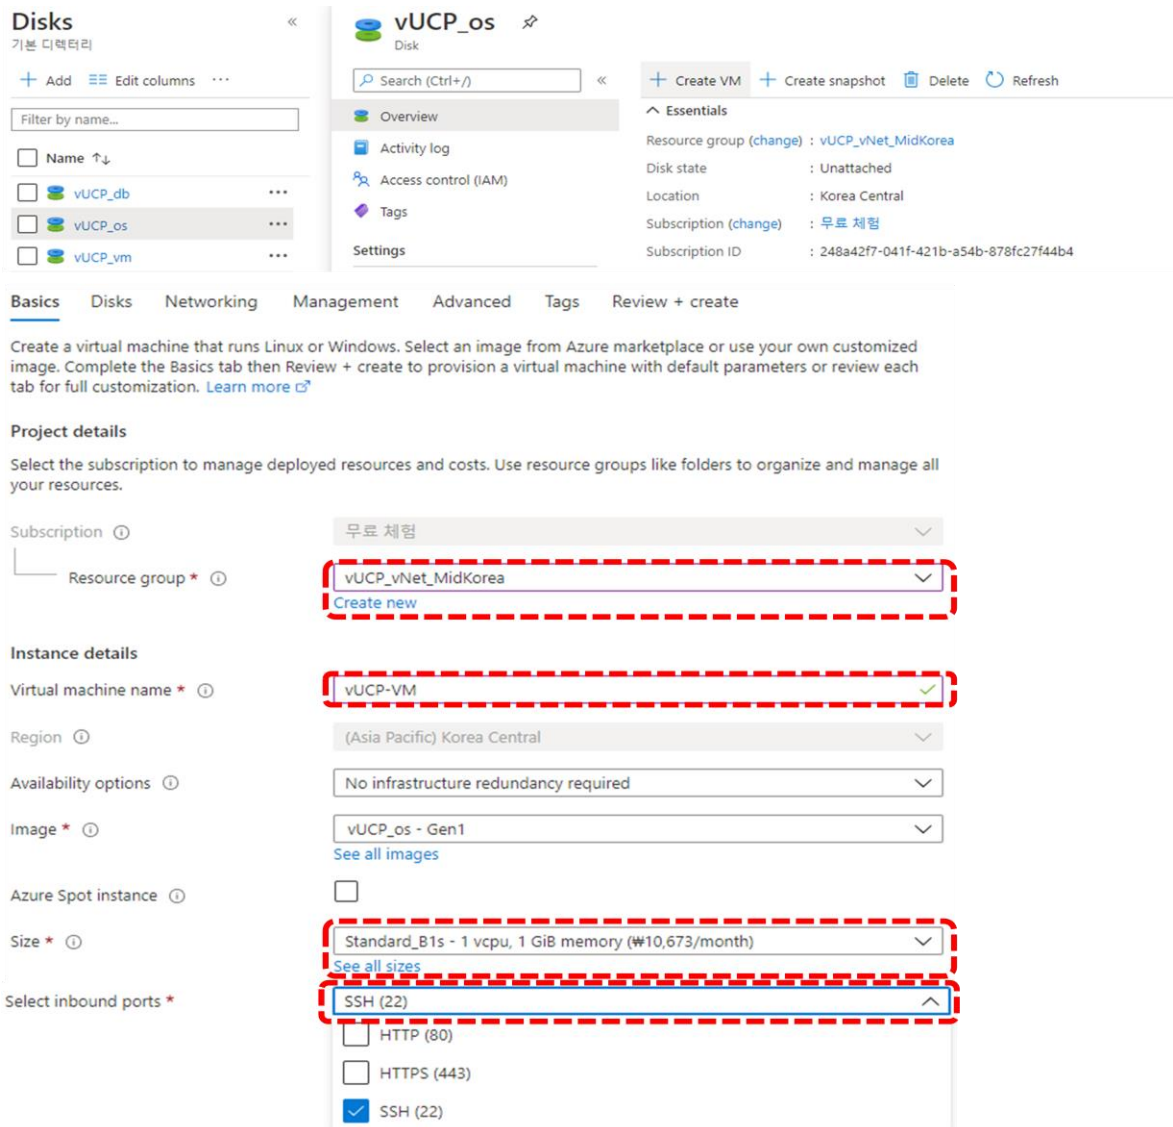 Disks
기본 디렉터리
+ Add Edit columns ···
Filter by name...
Name ↑↓
vUCP_db ···
vUCP_os ···
vUCP_vm ···
vUCP_os
Disk
Search (Ctrl+/)
Overview
Activity log
Access control (IAM)
Tags
Settings
+ Create VM + Create snapshot Delete Refresh
Essentials
Resource group (change) : vUCP_vNet_MidKorea
Disk state : Unattached
Location : Korea Central
Subscription (change) : 무료 체험
Subscription ID : 248a42f7-041f-421b-a54b-878fc27f44b4
Basics Disks Networking Management Advanced Tags Review + create
Create a virtual machine that runs Linux or Windows. Select an image from Azure marketplace or use your own customized
image. Complete the Basics tab then Review + create to provision a virtual machine with default parameters or review each
tab for full customization. Learn more
Project details
Select the subscription to manage deployed resources and costs. Use resource groups like folders to organize and manage all
your resources.
Subscription 무료 체험
Resource group * vUCP_vNet_MidKorea
Create new
Instance details
Virtual machine name * vUCP-VM
Region (Asia Pacific) Korea Central
Availability options No infrastructure redundancy required
Image * vUCP_os - Gen1
See all images
Azure Spot instance
Size * Standard_B1s - 1 vcpu, 1 GiB memory (₩10,673/month)
See all sizes
Select inbound ports * SSH (22)
HTTP (80)
HTTPS (443)
SSH (22)